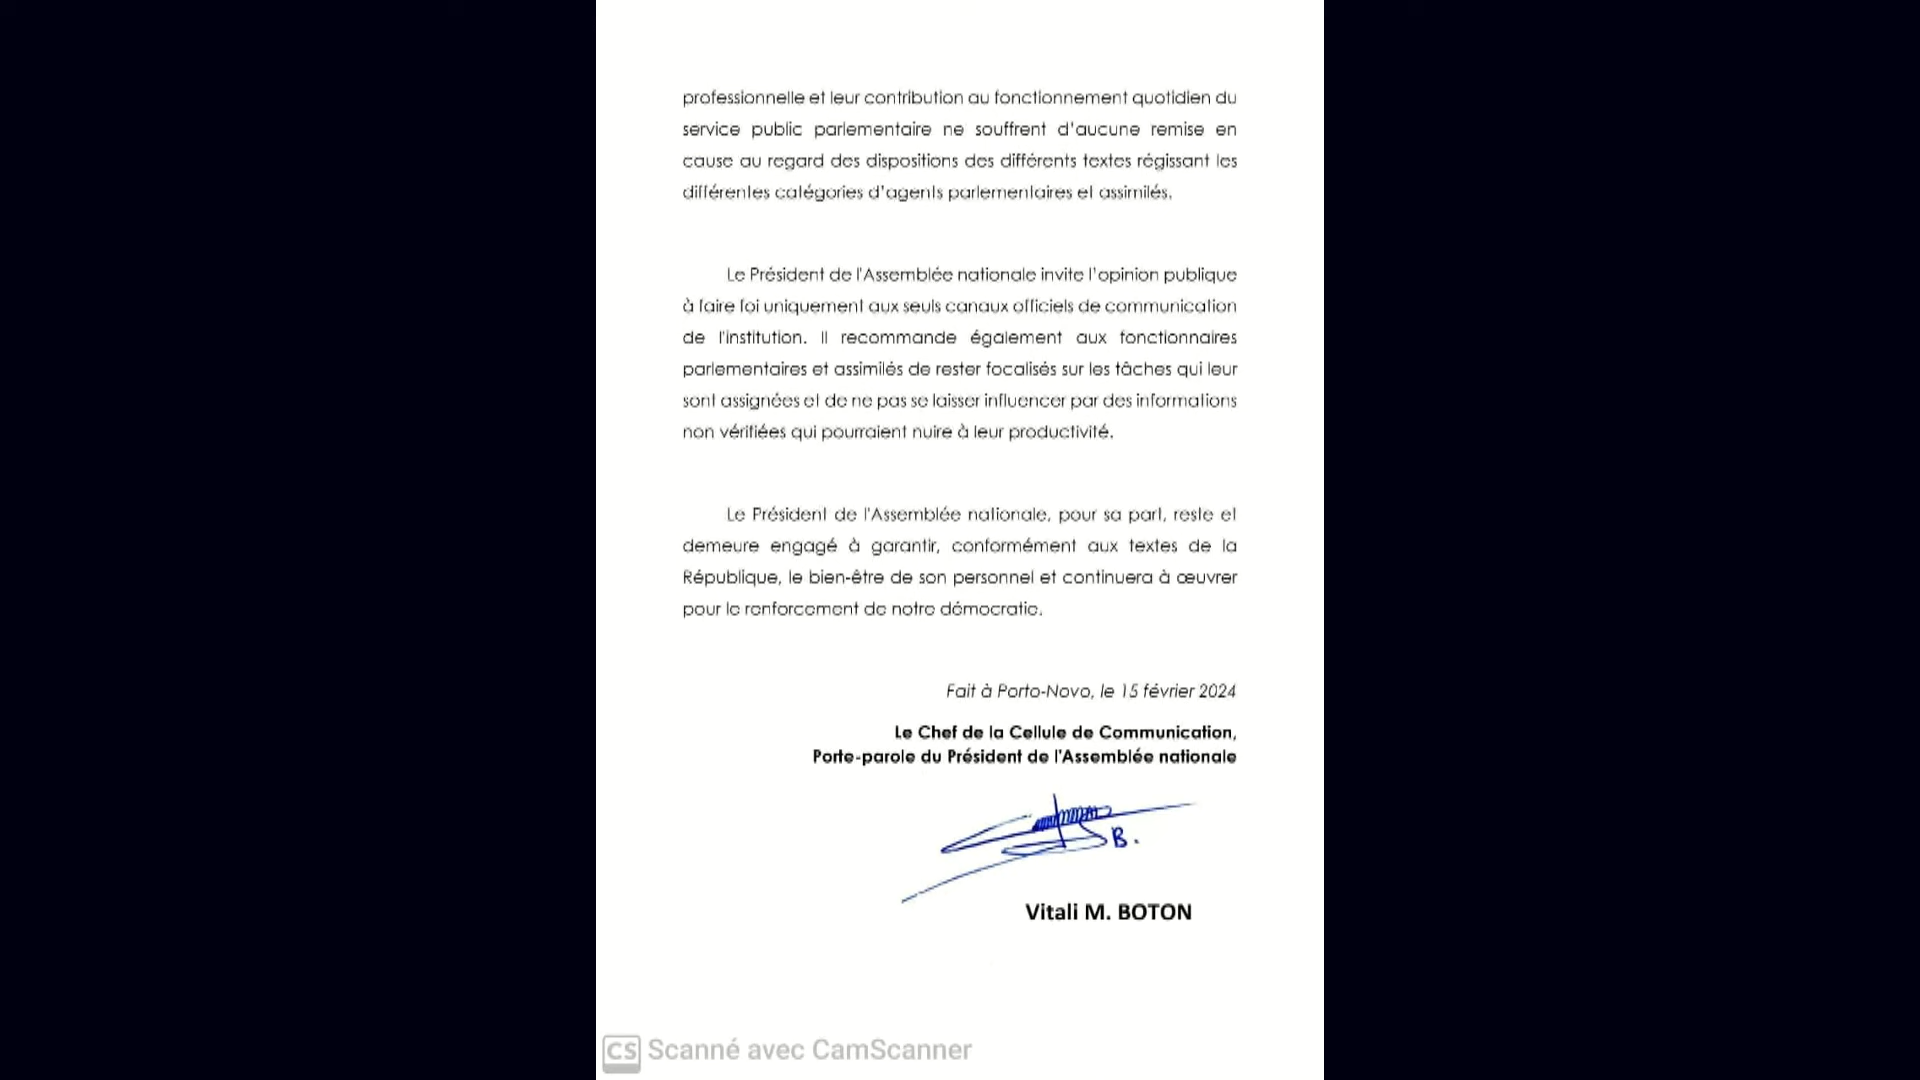 professionnelle et leur contribution au fonctionnement quotidien du
service public parlementaire ne souffrent d'aucune remise en
cause au regard des dispositions des différents textes régissant les
différentes catégories d'agents parlementaires et assimilés.
Le Président de l'Assemblée nationale invite l'opinion publique
à faire foi uniquement aux seuls canaux officiels de communication
de l'institution. Il recommande également aux fonctionnaires
parlementaires et assimilés de rester focalisés sur les tâches qui leur
sont assignées et de ne pas se laisser influencer par des informations
non vérifiées qui pourraient nuire à leur productivité.
Le Président de l'Assemblée nationale, pour sa part, reste et
demeure engagé à garantir, conformément aux textes de la
République, le bien-être de son personnel et continuera à œuvrer
pour le renforcement de notre démocratie.
Fait à Porto-Novo, le 15 février 2024
Le Chef de la Cellule de Communication,
Porte-parole du Président de l'Assemblée nationale
B.
Vitali M. BOTON
CS Scanné avec CamScanner